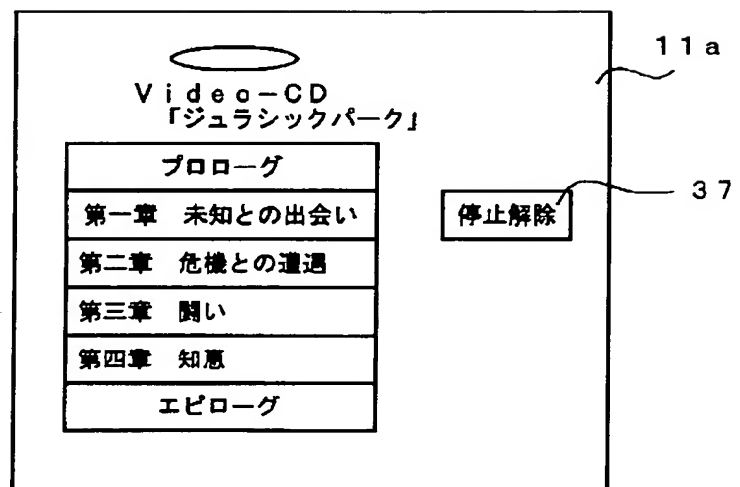 11a
Video-CD
「ジュラシックパーク」
プロローグ
第一章 未知との出会い
停止解除
37
第二章 危機との遭遇
第三章 闘い
第四章 知恵
エピローグ